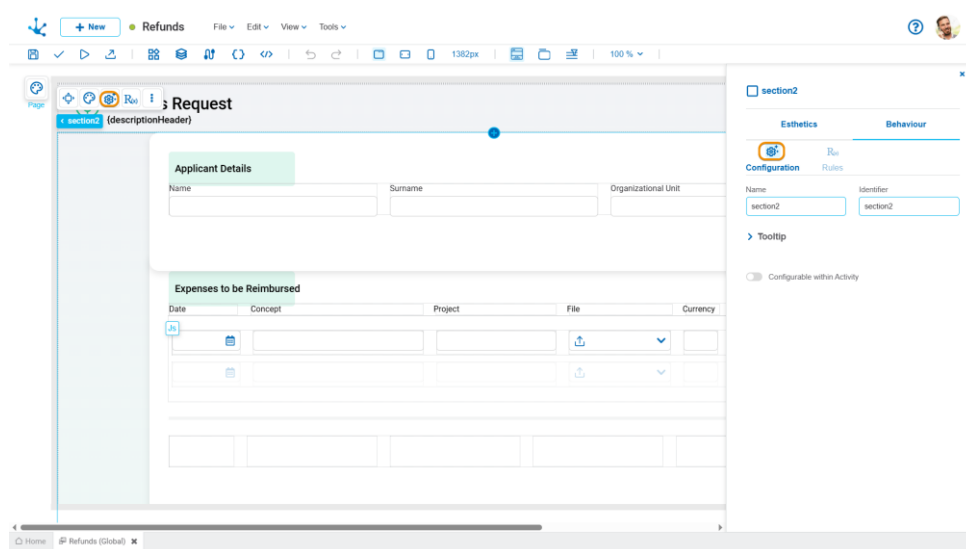 + New
Refunds
File
Edit
View
Tools
1382px
100 %
Page
R(x)
s Request
section2
{descriptionHeader}
Applicant Details
Name
Surname
Organizational Unit
Expenses to be Reimbursed
Date
Concept
Project
File
Currency
Js
section2
Esthetics
Behaviour
R(x)
Configuration
Rules
Name
Identifier
section2
section2
Tooltip
Configurable within Activity
Home
Refunds (Global)